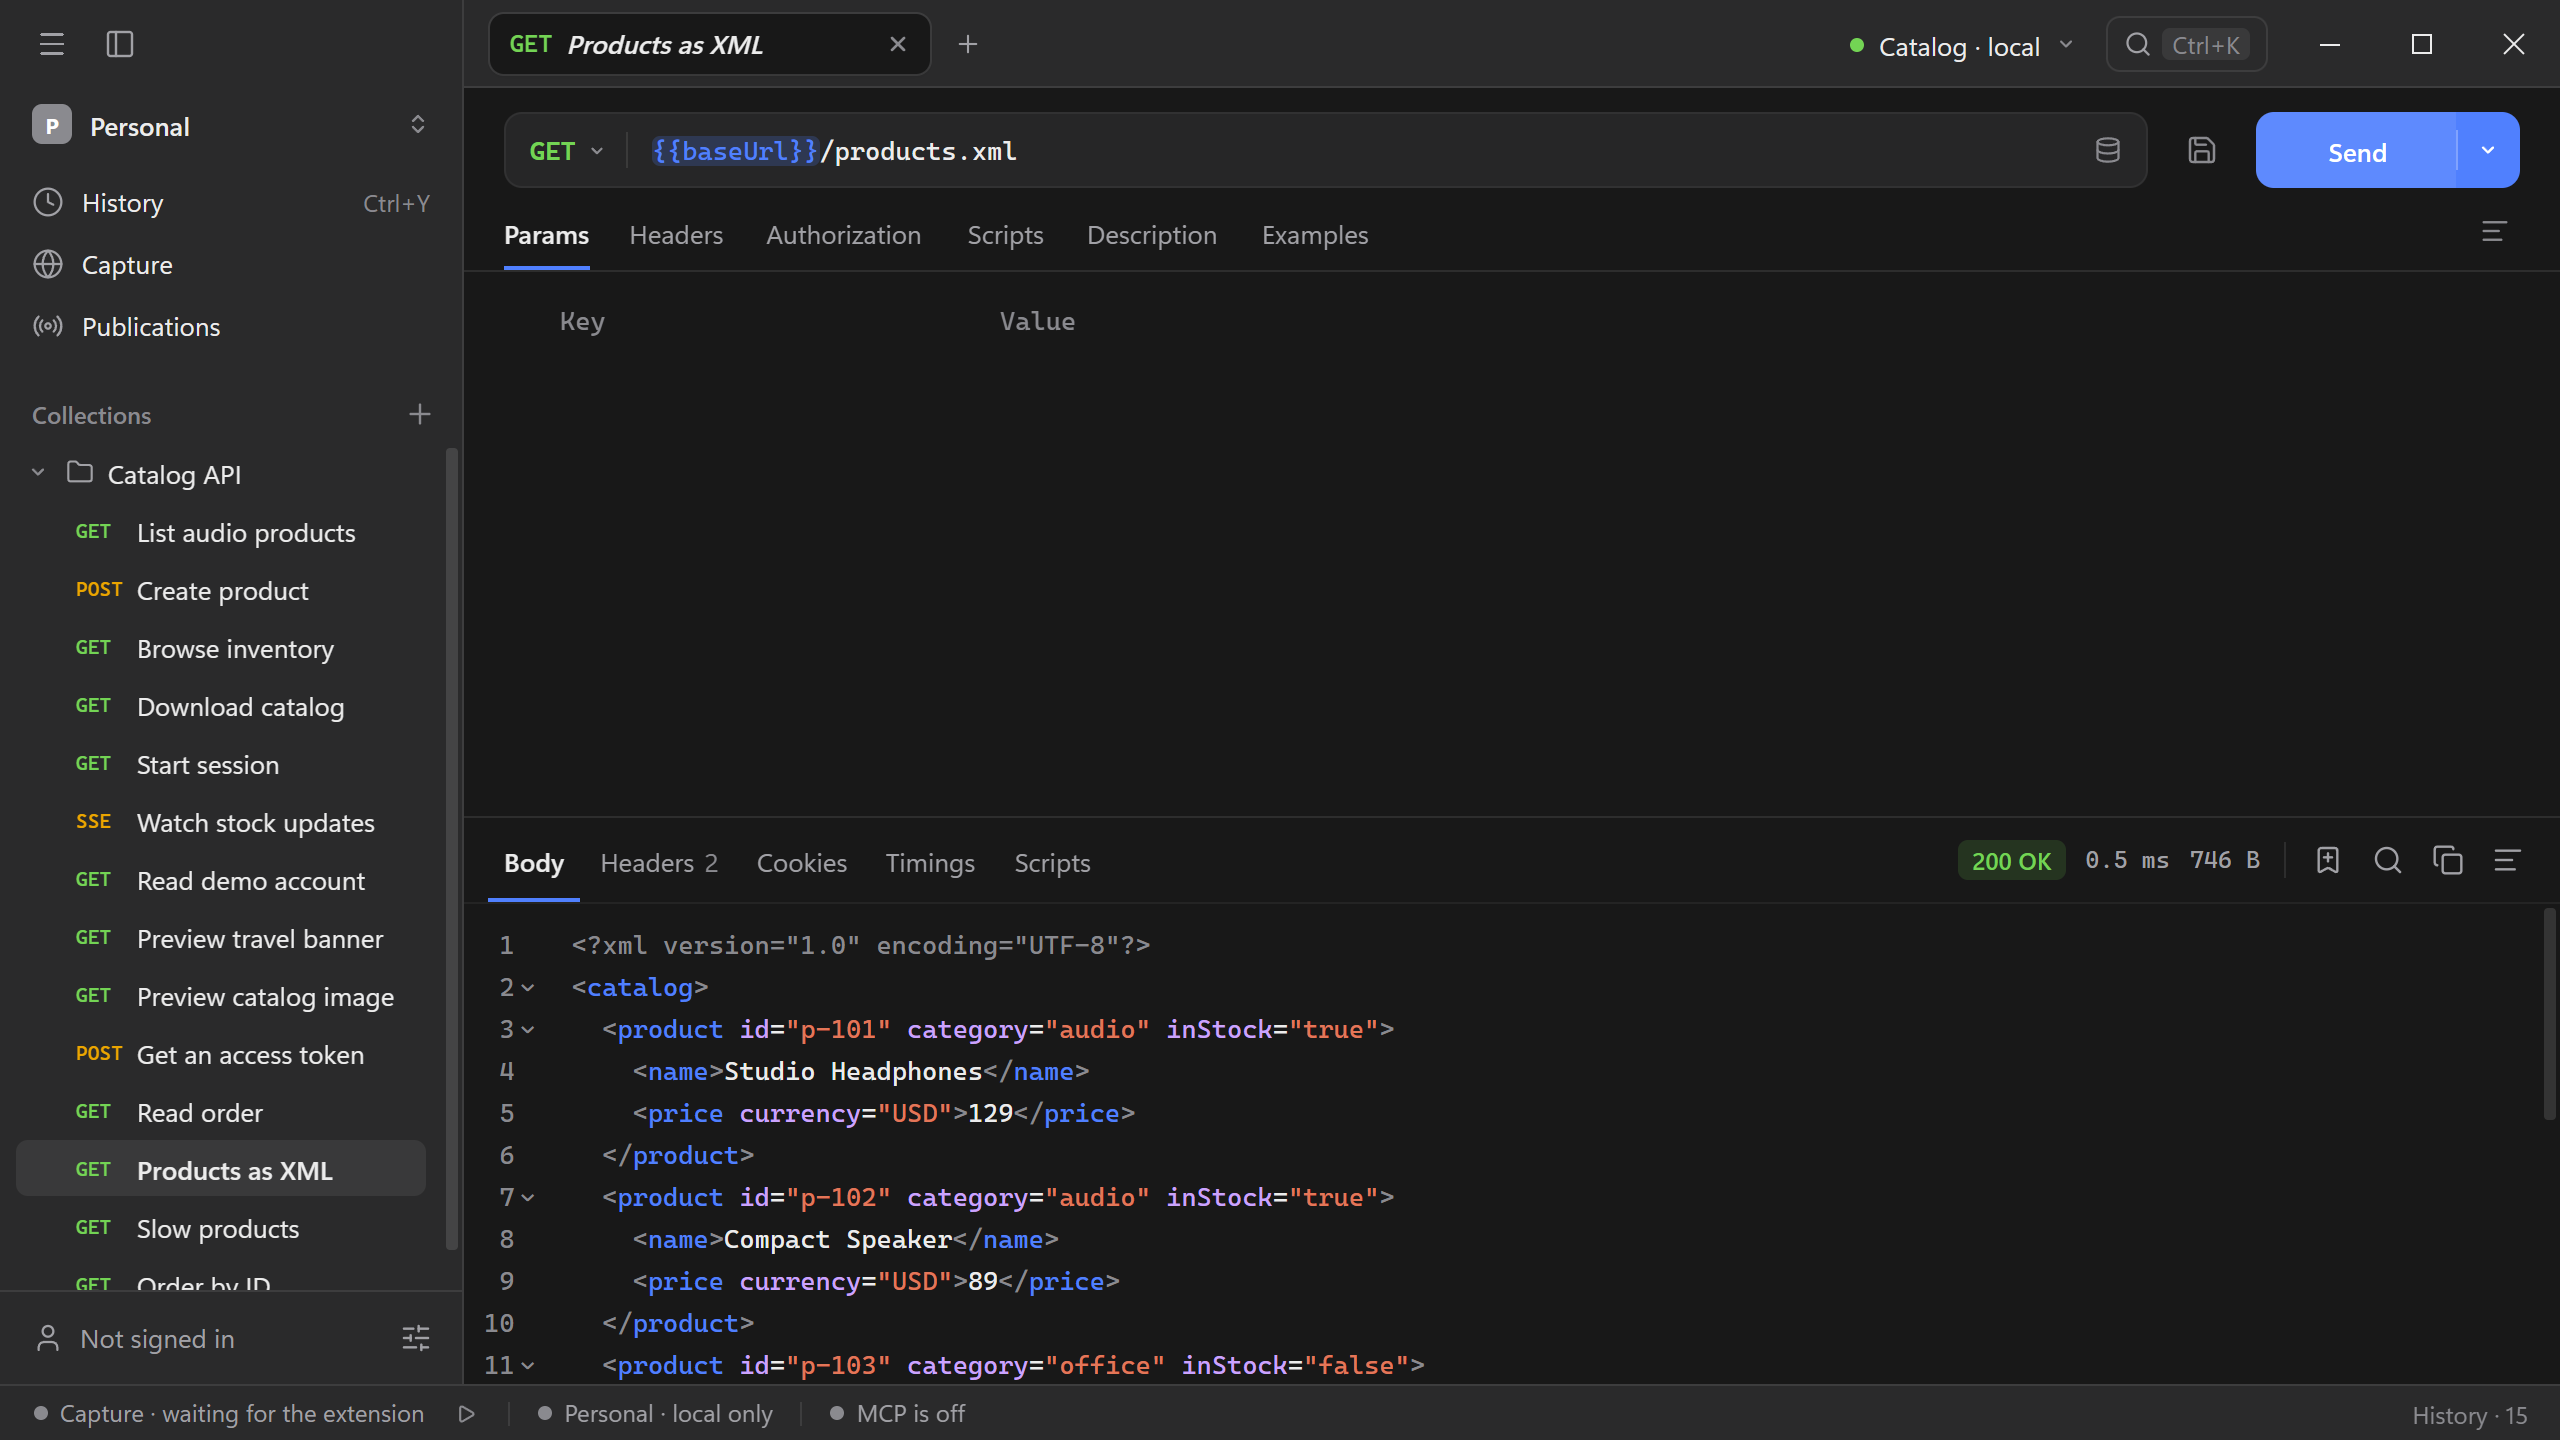 GET Products as XML
Catalog · local
Ctrl+K
P Personal
History Ctrl+Y
Capture
Publications
Collections
Catalog API
GET List audio products
POST Create product
GET Browse inventory
GET Download catalog
GET Start session
SSE Watch stock updates
GET Read demo account
GET Preview travel banner
GET Preview catalog image
POST Get an access token
GET Read order
GET Products as XML
GET Slow products
GET Order by ID
Not signed in
GET {{baseUrl}}/products.xml
Send
Params Headers Authorization Scripts Description Examples
Key Value
Body Headers 2 Cookies Timings Scripts
200 OK 0.5 ms 746 B
1 <?xml version="1.0" encoding="UTF-8"?>
2 <catalog>
3 <product id="p-101" category="audio" inStock="true">
4 <name>Studio Headphones</name>
5 <price currency="USD">129</price>
6 </product>
7 <product id="p-102" category="audio" inStock="true">
8 <name>Compact Speaker</name>
9 <price currency="USD">89</price>
10 </product>
11 <product id="p-103" category="office" inStock="false">
Capture · waiting for the extension
Personal · local only
MCP is off
History · 15